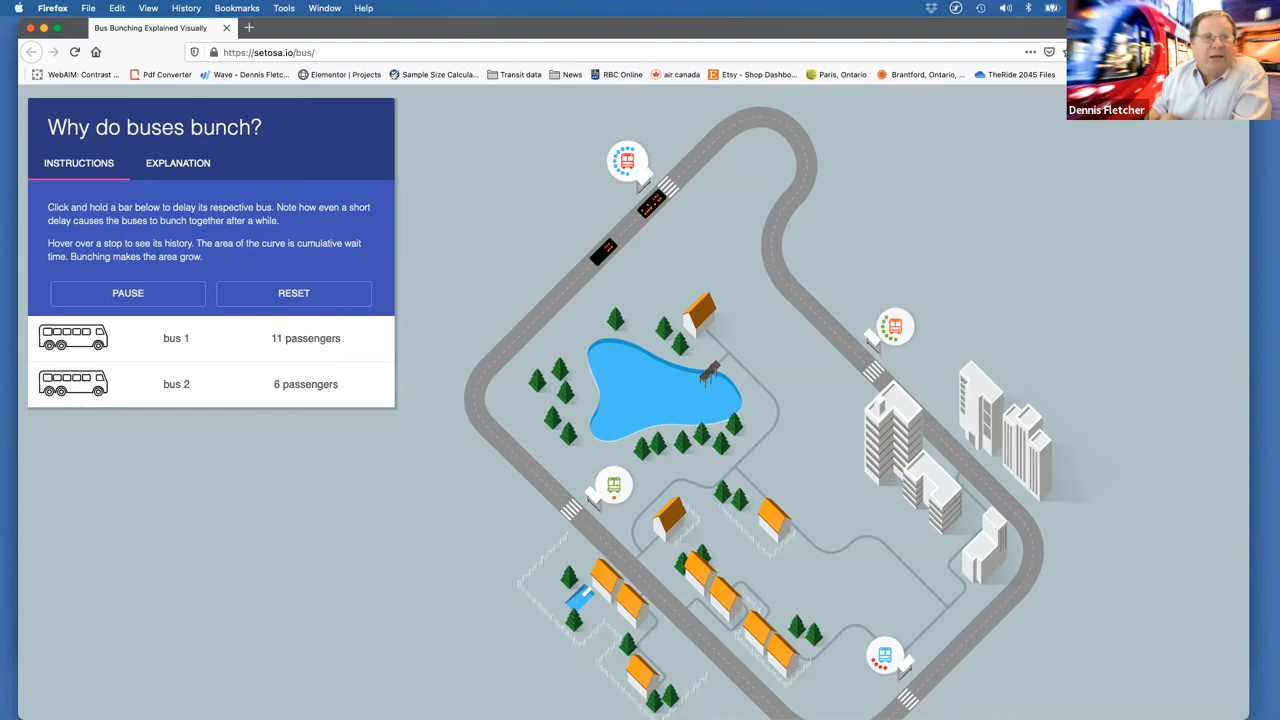 Firefox File Edit View History Bookmarks Tools Window Help
Bus Bunching Explained Visually
https://setosa.io/bus/
WebAIM: Contrast ... Pdf Converter Wave • Dennis Fletc... Elementor | Projects Sample Size Calcula... Transit data News RBC Online air canada Etsy - Shop Dashbo... Paris, Ontario Brantford, Ontario, ... TheRide 2045 Files
Dennis Fletcher
Why do buses bunch?
INSTRUCTIONS EXPLANATION
Click and hold a bar below to delay its respective bus. Note how even a short
delay causes the buses to bunch together after a while.
Hover over a stop to see its history. The area of the curve is cumulative wait
time. Bunching makes the area grow.
PAUSE RESET
bus 1 11 passengers
bus 2 6 passengers